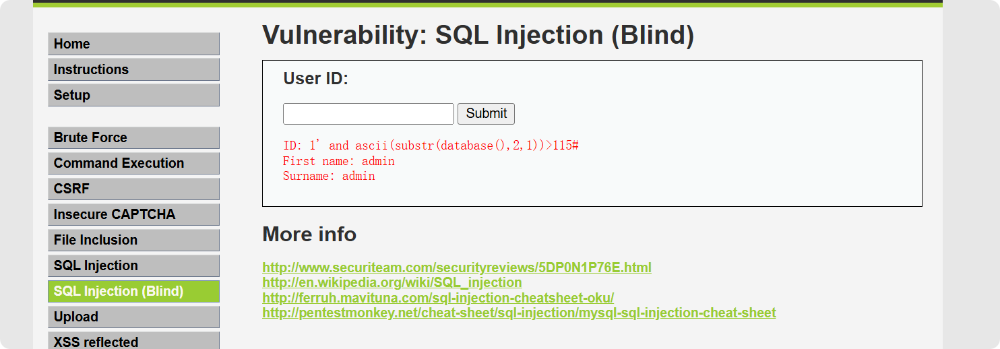 Home
Instructions
Setup
Brute Force
Command Execution
CSRF
Insecure CAPTCHA
File Inclusion
SQL Injection
SQL Injection (Blind)
Upload
XSS reflected
Vulnerability: SQL Injection (Blind)
User ID:
Submit
ID: 1' and ascii(substr(database(),2,1))>115#
First name: admin
Surname: admin
More info
http://www.securiteam.com/securityreviews/5DP0N1P76E.html
http://en.wikipedia.org/wiki/SQL_injection
http://ferruh.mavituna.com/sql-injection-cheatsheet-oku/
http://pentestmonkey.net/cheat-sheet/sql-injection/mysql-sql-injection-cheat-sheet